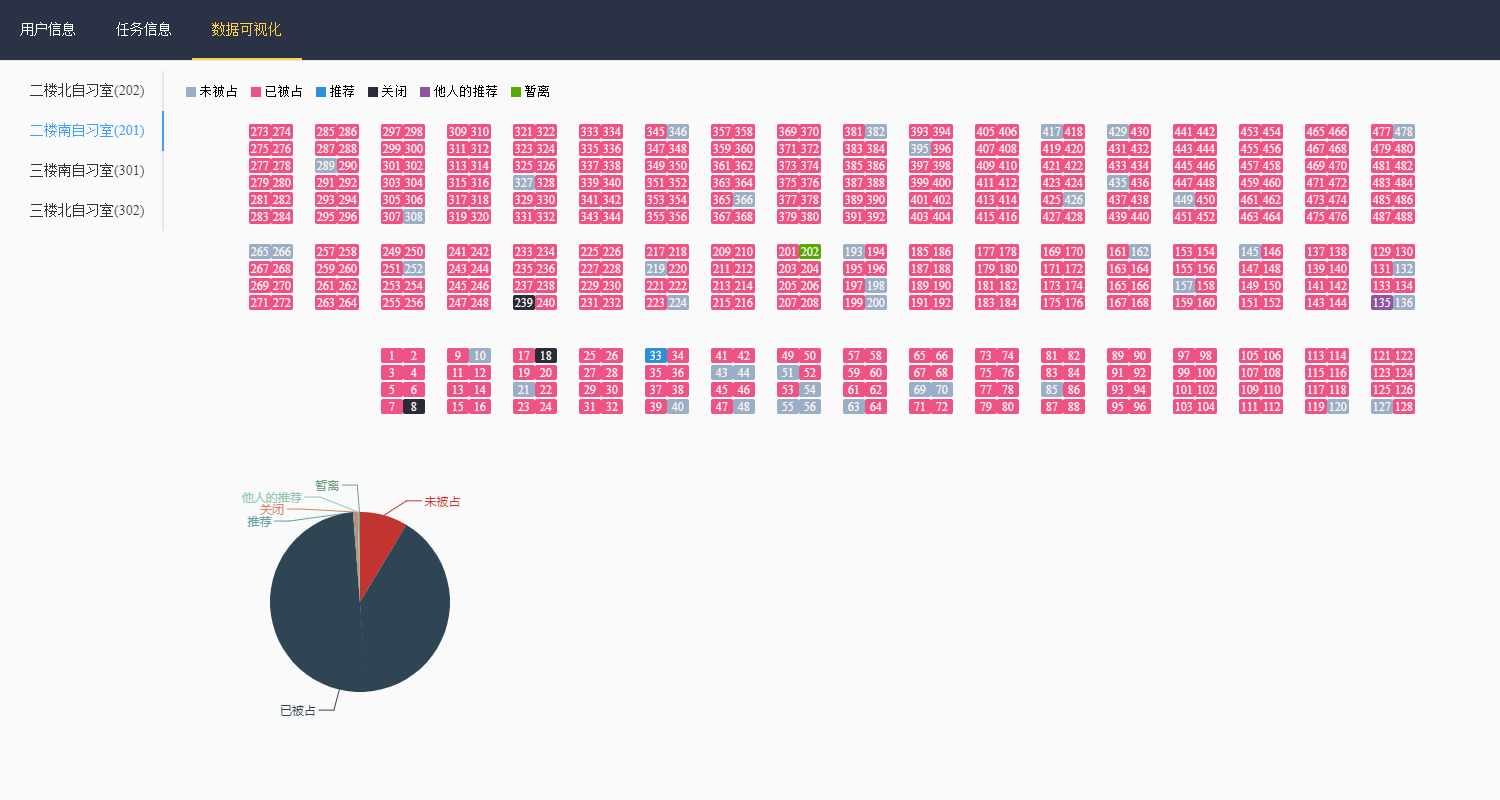 用户信息 任务信息 数据可视化
二楼北自习室(202) 未被占 已被占 推荐 关闭 他人的推荐 暂离
二楼南自习室(201)
三楼南自习室(301)
三楼北自习室(302)
273 274 285 286 297 298 309 310 321 322 333 334 345 346 357 358 369 370 381 382 393 394 405 406 417 418 429 430 441 442 453 454 465 466 477 478
275 276 287 288 299 300 311 312 323 324 335 336 347 348 359 360 371 372 383 384 395 396 407 408 419 420 431 432 443 444 455 456 467 468 479 480
277 278 289 290 301 302 313 314 325 326 337 338 349 350 361 362 373 374 385 386 397 398 409 410 421 422 433 434 445 446 457 458 469 470 481 482
279 280 291 292 303 304 315 316 327 328 339 340 351 352 363 364 375 376 387 388 399 400 411 412 423 424 435 436 447 448 459 460 471 472 483 484
281 282 293 294 305 306 317 318 329 330 341 342 353 354 365 366 377 378 389 390 401 402 413 414 425 426 437 438 449 450 461 462 473 474 485 486
283 284 295 296 307 308 319 320 331 332 343 344 355 356 367 368 379 380 391 392 403 404 415 416 427 428 439 440 451 452 463 464 475 476 487 488
265 266 257 258 249 250 241 242 233 234 225 226 217 218 209 210 201 202 193 194 185 186 177 178 169 170 161 162 153 154 145 146 137 138 129 130
267 268 259 260 251 252 243 244 235 236 227 228 219 220 211 212 203 204 195 196 187 188 179 180 171 172 163 164 155 156 147 148 139 140 131 132
269 270 261 262 253 254 245 246 237 238 229 230 221 222 213 214 205 206 197 198 189 190 181 182 173 174 165 166 157 158 149 150 141 142 133 134
271 272 263 264 255 256 247 248 239 240 231 232 223 224 215 216 207 208 199 200 191 192 183 184 175 176 167 168 159 160 151 152 143 144 135 136
1 2 9 10 17 18 25 26 33 34 41 42 49 50 57 58 65 66 73 74 81 82 89 90 97 98 105 106 113 114 121 122
3 4 11 12 19 20 27 28 35 36 43 44 51 52 59 60 67 68 75 76 83 84 91 92 99 100 107 108 115 116 123 124
5 6 13 14 21 22 29 30 37 38 45 46 53 54 61 62 69 70 77 78 85 86 93 94 101 102 109 110 117 118 125 126
7 8 15 16 23 24 31 32 39 40 47 48 55 56 63 64 71 72 79 80 87 88 95 96 103 104 111 112 119 120 127 128
暂离
他人的推荐
未被占
关闭
推荐
已被占